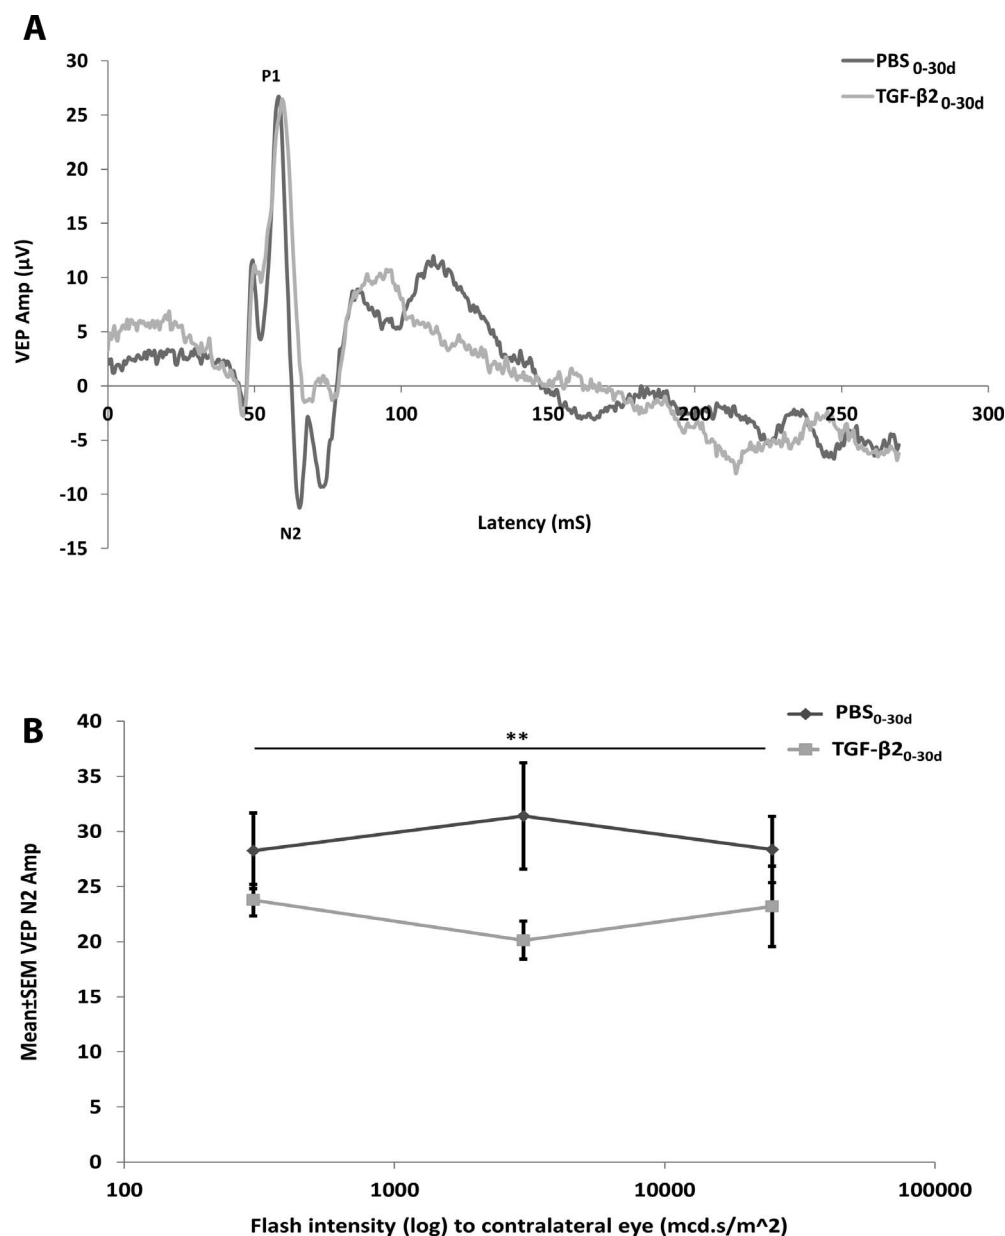 A
30
25
20
15
10
5
0
-5
-10
-15
VEP Amp (µV)
P1
N2
PBS 0-30d
TGF-β2 0-30d
0 50 100 150 200 250 300
Latency (mS)
B
40
35
30
25
20
15
10
5
0
Mean±SEM VEP N2 Amp
**
PBS0-30d
TGF-β20-30d
100 1000 10000 100000
Flash intensity (log) to contralateral eye (mcd.s/m^2)